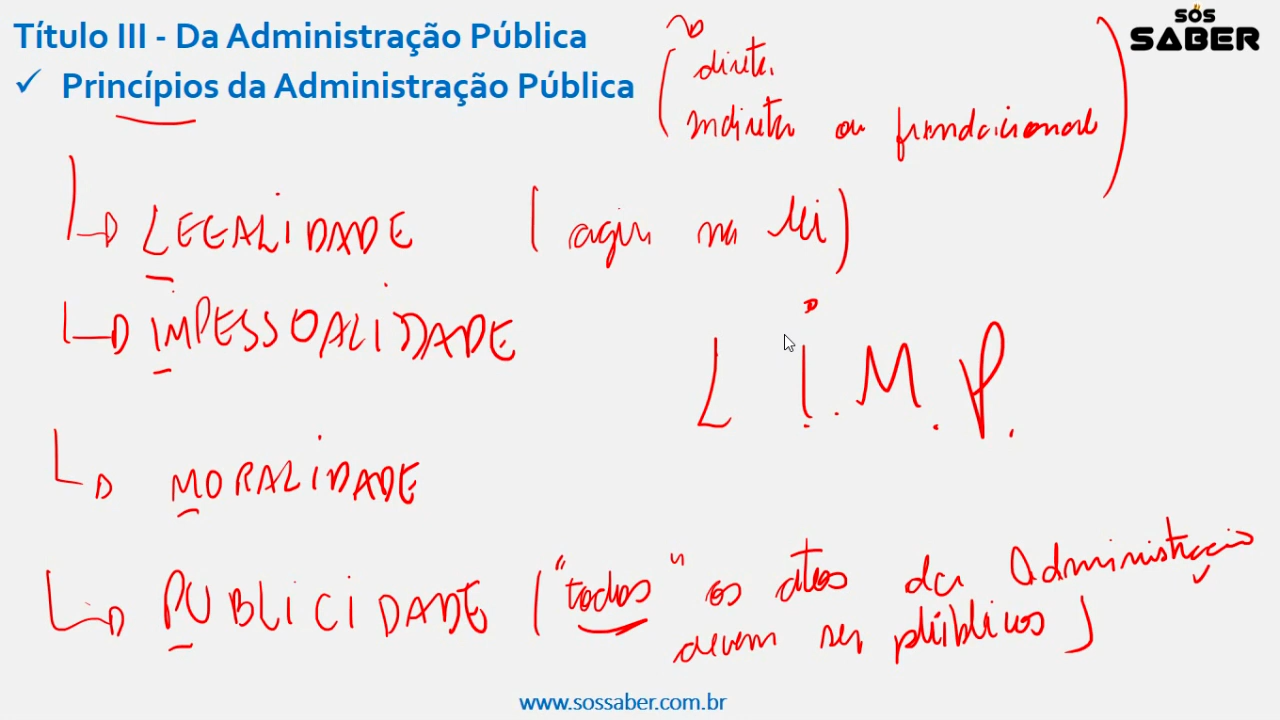 Título III - Da Administração Pública
SÓS
SABER
✓ Princípios da Administração Pública
(direta,
indireta ou fundacional)
LEGALIDADE (agir na lei)
IMPESSOALIDADE
L I.M.P.
MORALIDADE
PUBLICIDADE ("todos" os atos da Administração
devem ser públicos)
www.sossaber.com.br